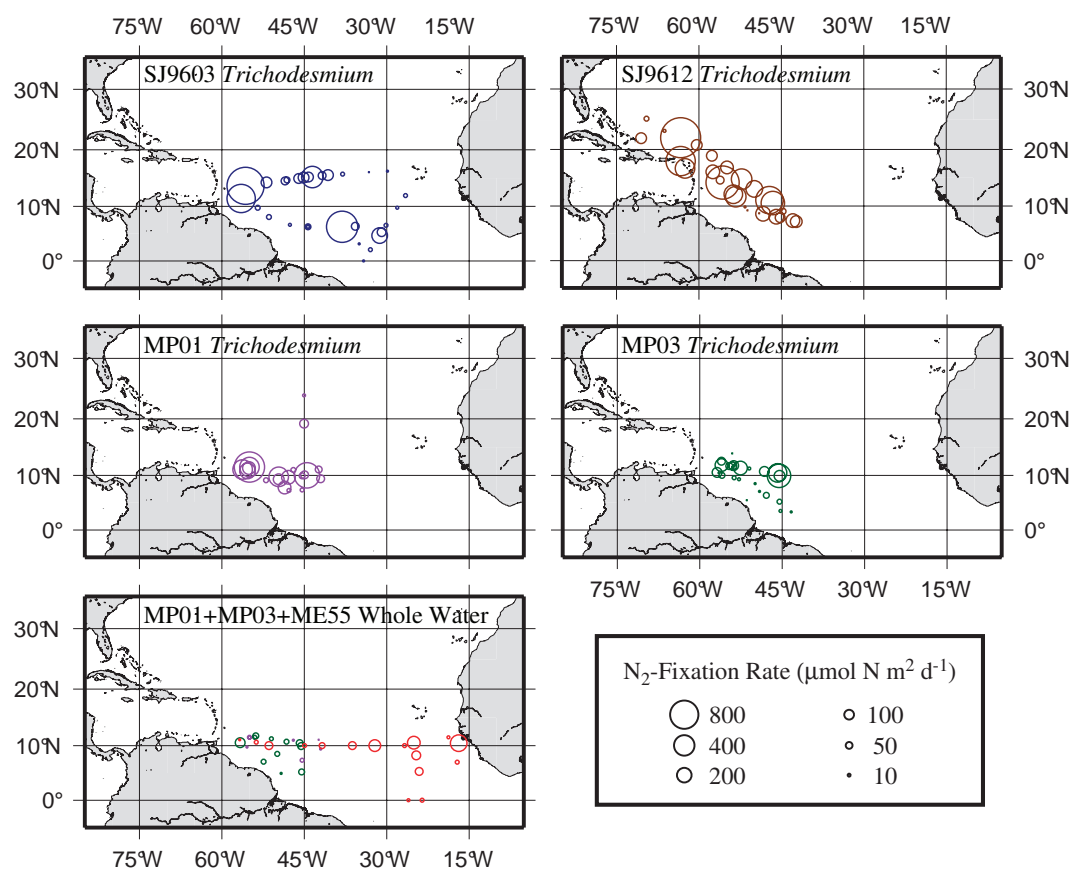 75°W 60°W 45°W 30°W 15°W 75°W 60°W 45°W 30°W 15°W
SJ9603 Trichodesmium
SJ9612 Trichodesmium
30°N 30°N
20°N 20°N
10°N 10°N
0° 0°
MP01 Trichodesmium
MP03 Trichodesmium
30°N 30°N
20°N 20°N
10°N 10°N
0° 0°
75°W 60°W 45°W 30°W 15°W
MP01+MP03+ME55 Whole Water
30°N
20°N
10°N
0°
75°W 60°W 45°W 30°W 15°W
N₂-Fixation Rate (μmol N m² d⁻¹)
800 100
400 50
200 10